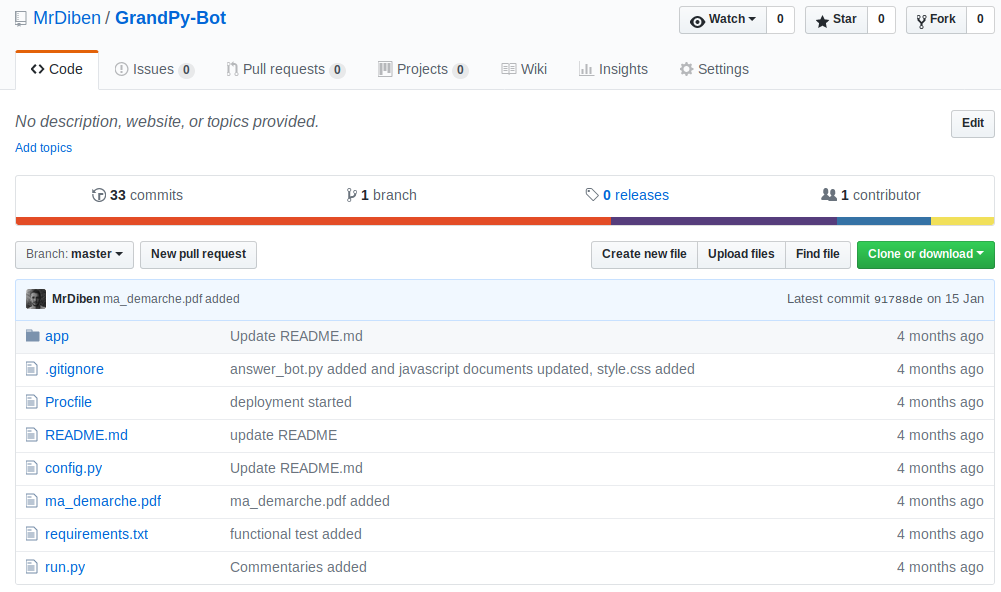 MrDiben / GrandPy-Bot Watch 0 Star 0 Fork 0
Code Issues 0 Pull requests 0 Projects 0 Wiki Insights Settings
No description, website, or topics provided. Edit
Add topics
33 commits 1 branch 0 releases 1 contributor
Branch: master New pull request Create new file Upload files Find file Clone or download
MrDiben ma_demarche.pdf added Latest commit 91788de on 15 Jan
app Update README.md 4 months ago
.gitignore answer_bot.py added and javascript documents updated, style.css added 4 months ago
Procfile deployment started 4 months ago
README.md update README 4 months ago
config.py Update README.md 4 months ago
ma_demarche.pdf ma_demarche.pdf added 4 months ago
requirements.txt functional test added 4 months ago
run.py Commentaries added 4 months ago